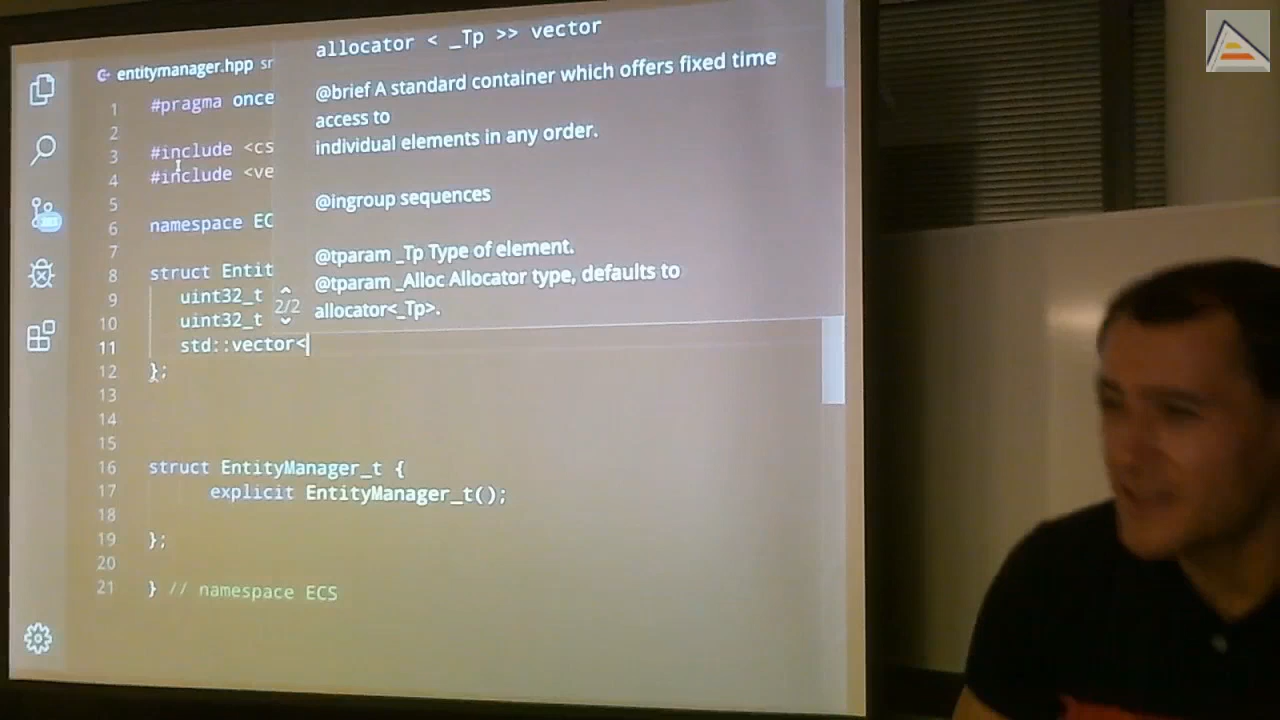 entitymanager.hpp
allocator < _Tp >> vector
@brief A standard container which offers fixed time
access to
individual elements in any order.
@ingroup sequences
@tparam _Tp Type of element.
@tparam _Alloc Allocator type, defaults to
allocator<_Tp>.
2/2
1 #pragma once
2
3 #include <cs
4 #include <ve
5
6 namespace EC
7
8 struct Entit
9 uint32_t
10 uint32_t
11 std::vector<
12 };
13
14
15
16 struct EntityManager_t {
17 explicit EntityManager_t();
18
19 };
20
21 } // namespace ECS